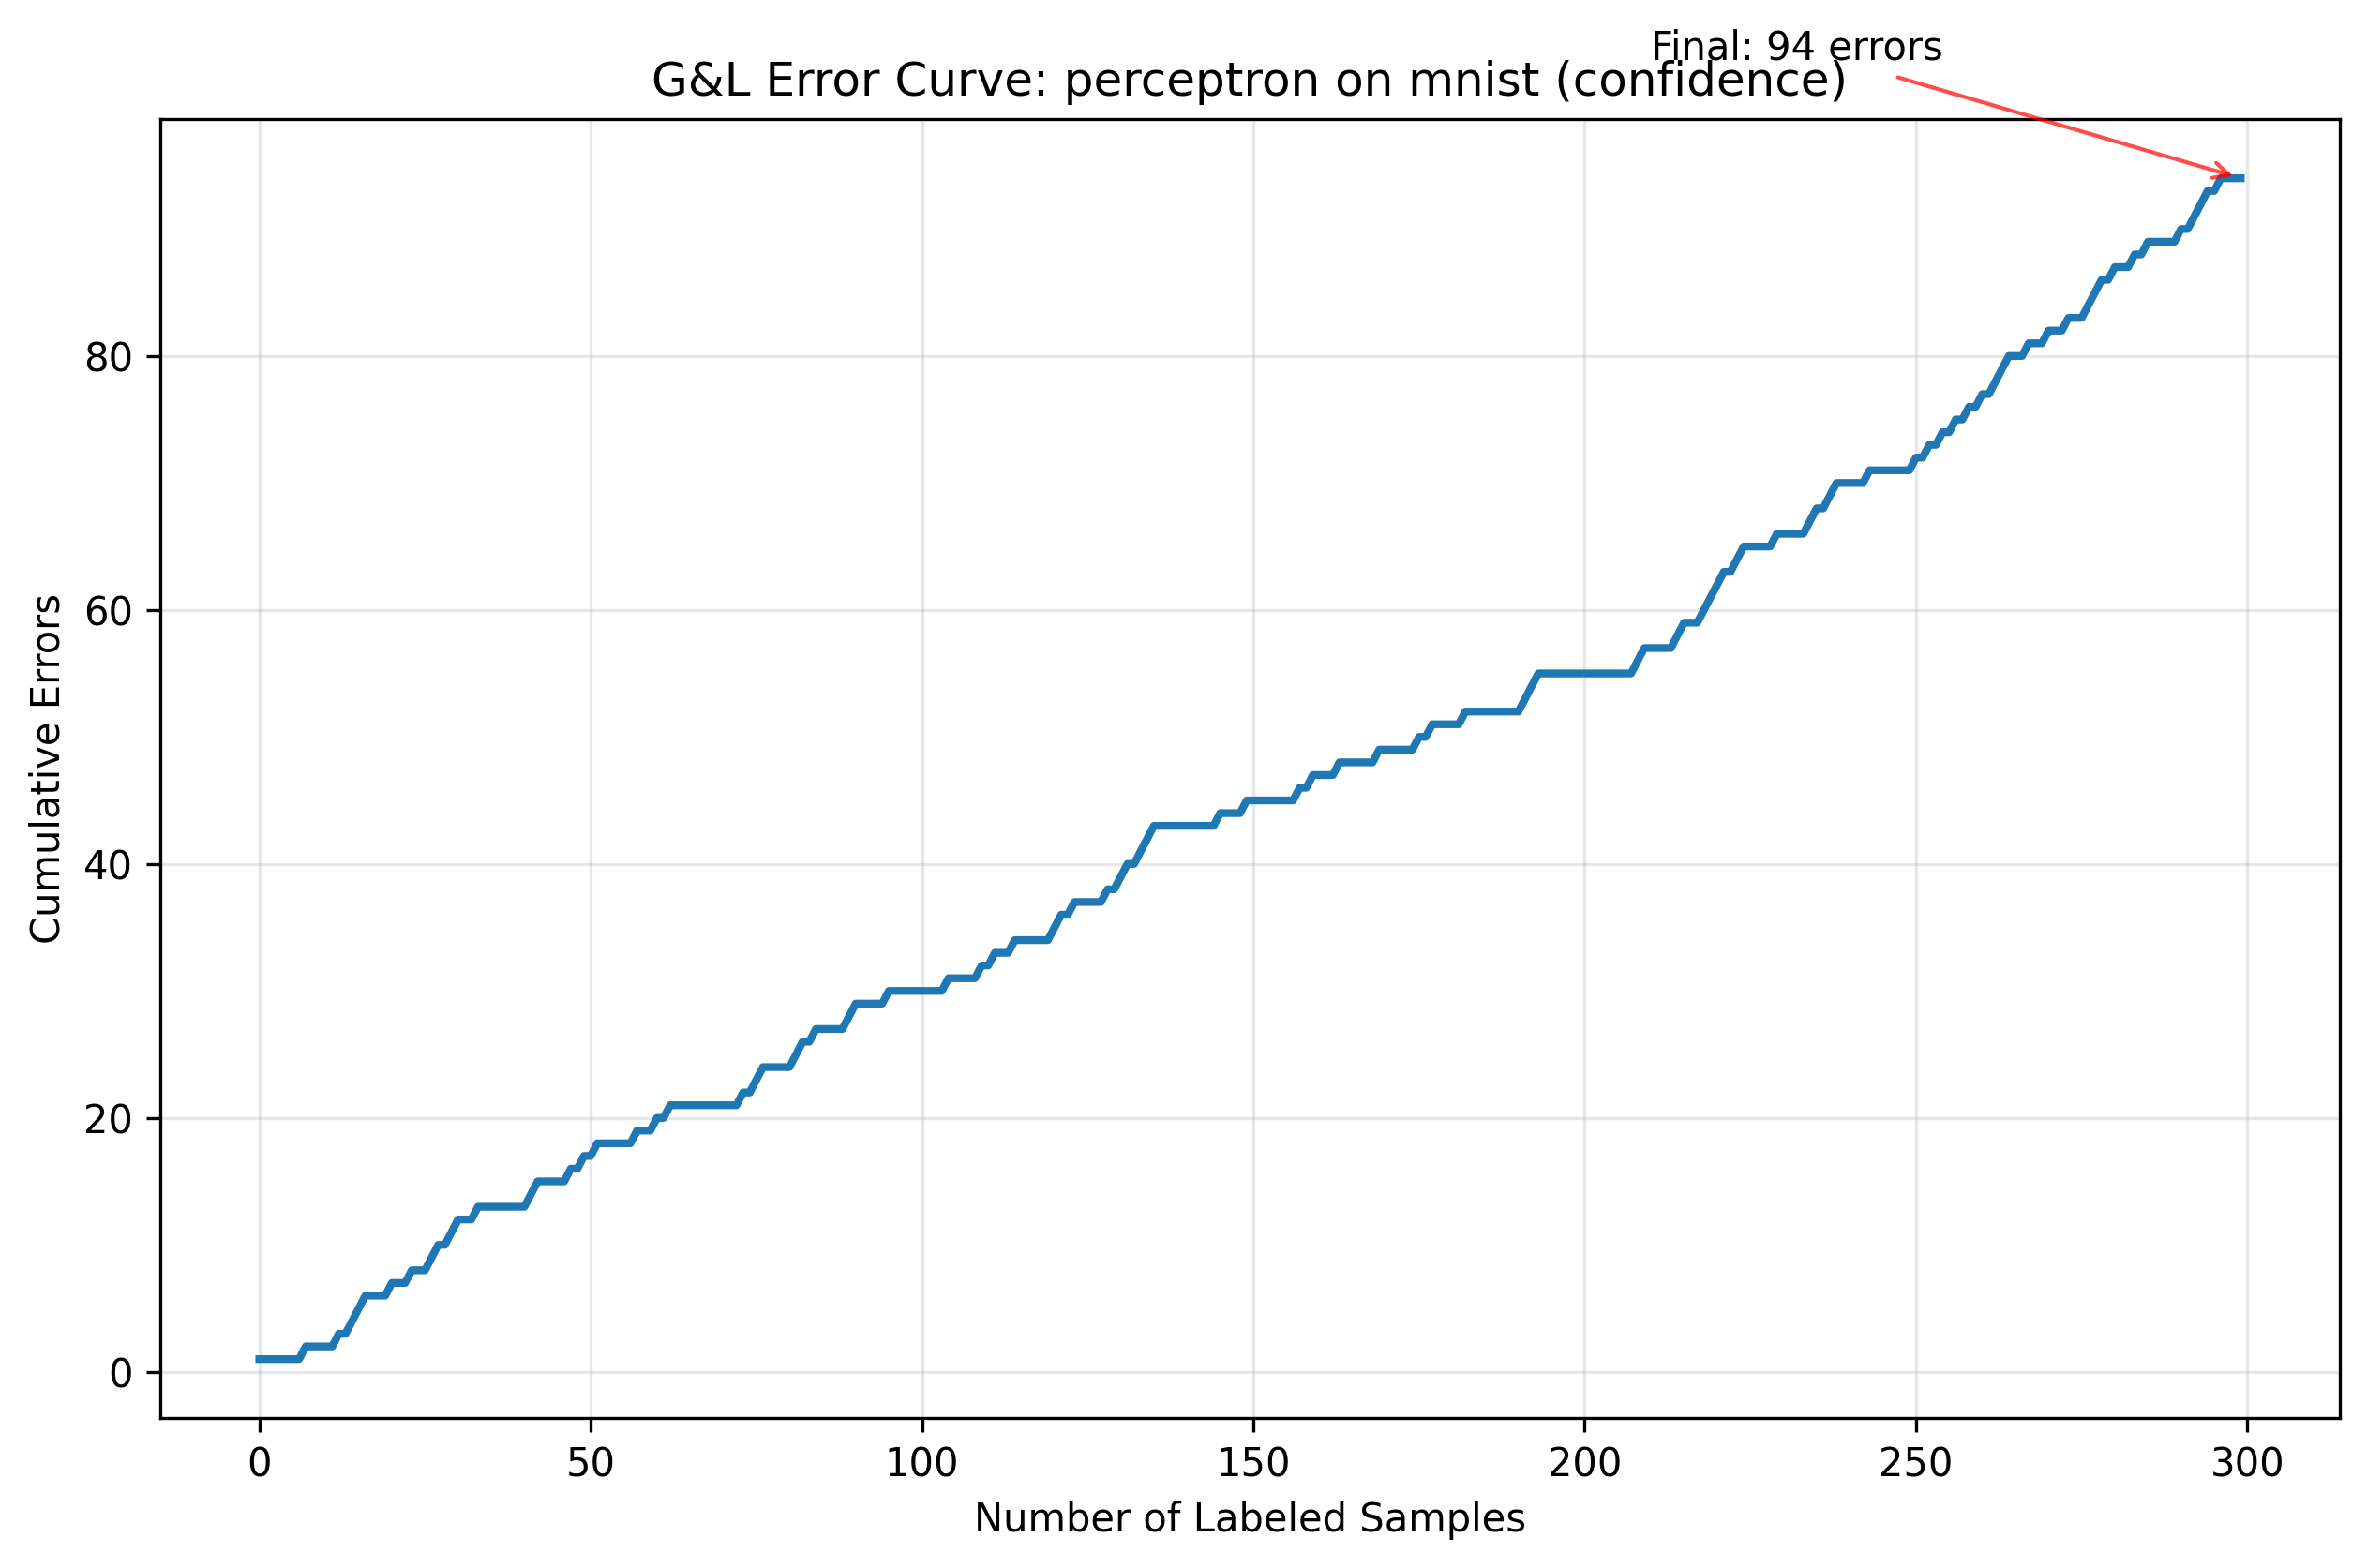 Final: 94 errors
G&L Error Curve: perceptron on mnist (confidence)
Cumulative Errors
80
60
40
20
0
0 50 100 150 200 250 300
Number of Labeled Samples